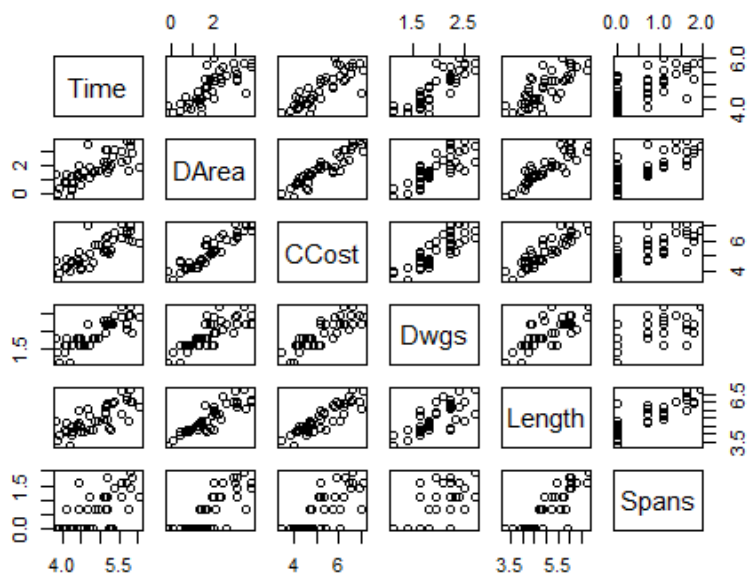 0 2 1.5 2.5 0.0 1.0 2.0
Time 4.0 6.0
0 2 DArea
CCost 4 6
1.5 Dwgs
Length 3.5 6.5
0.0 1.5 Spans
4.0 5.5 4 6 3.5 5.5